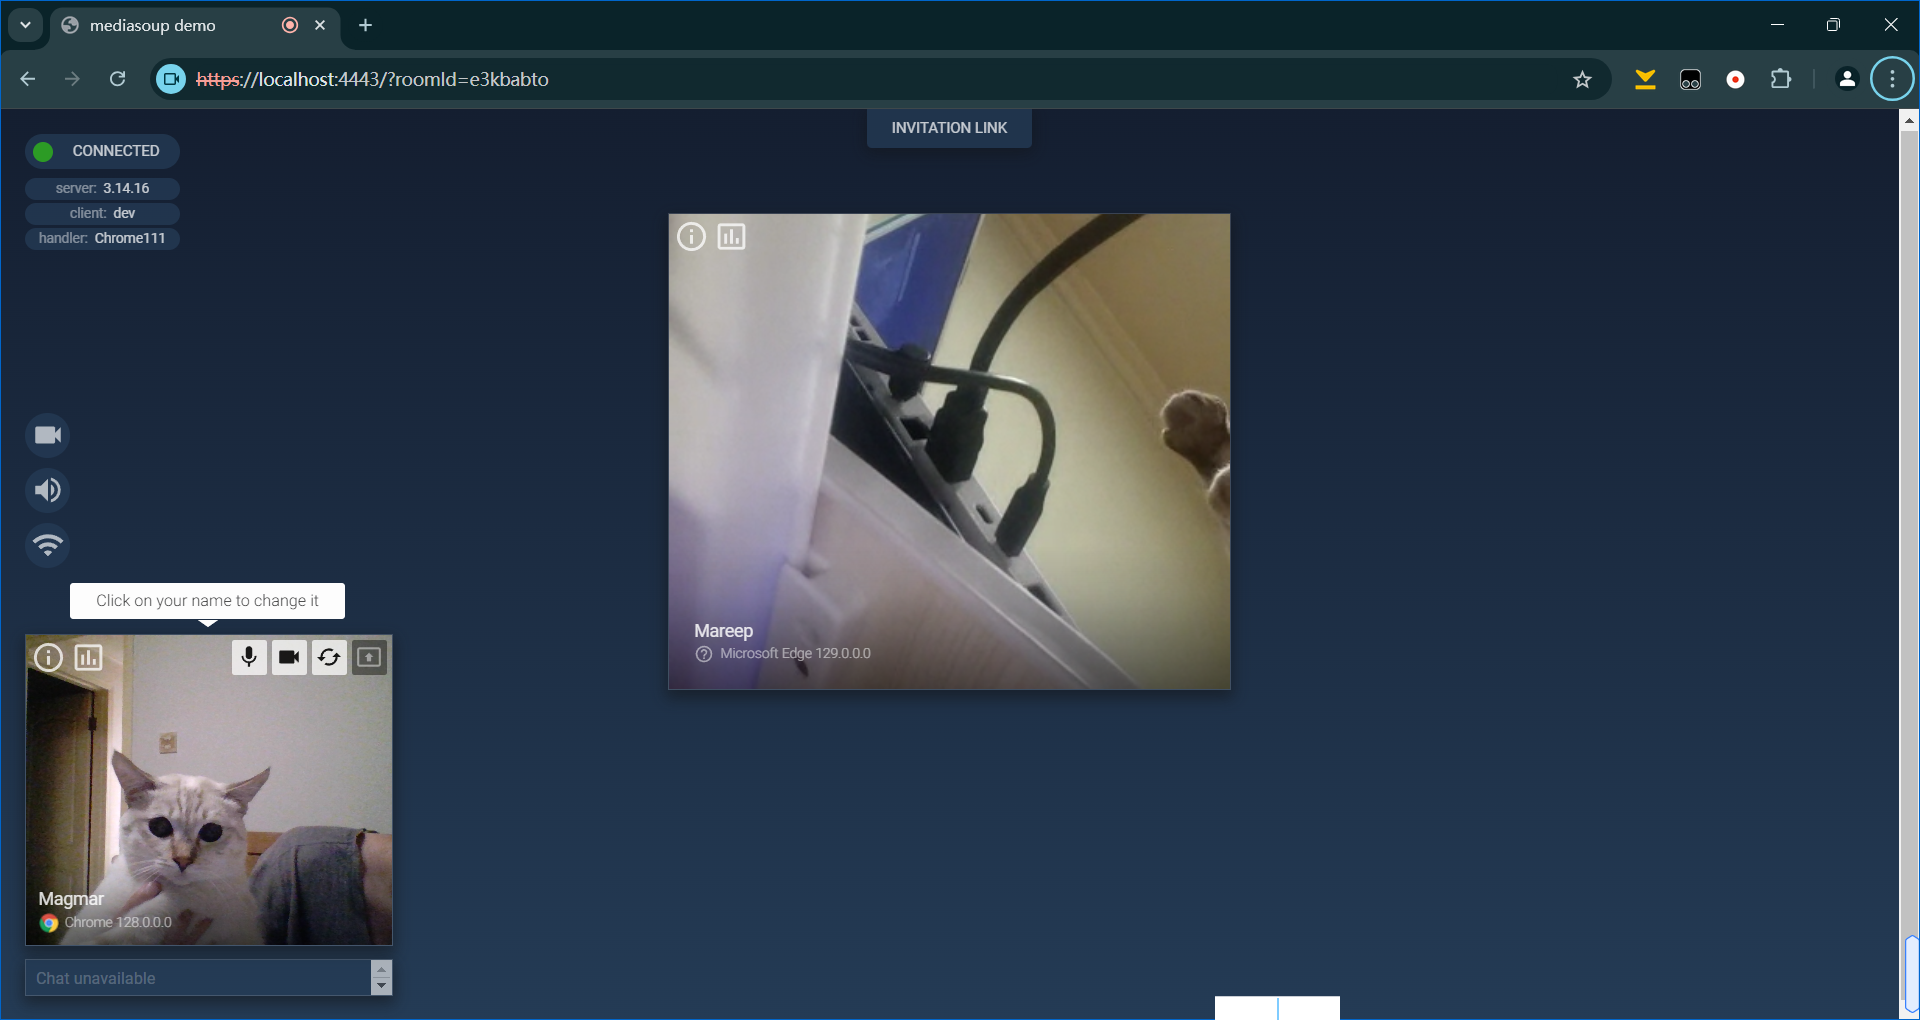 mediasoup demo
https://localhost:4443/?roomId=e3kbabto
INVITATION LINK
CONNECTED
server: 3.14.16
client: dev
handler: Chrome111
Mareep
Microsoft Edge 129.0.0.0
Click on your name to change it
Magmar
Chrome 128.0.0.0
Chat unavailable